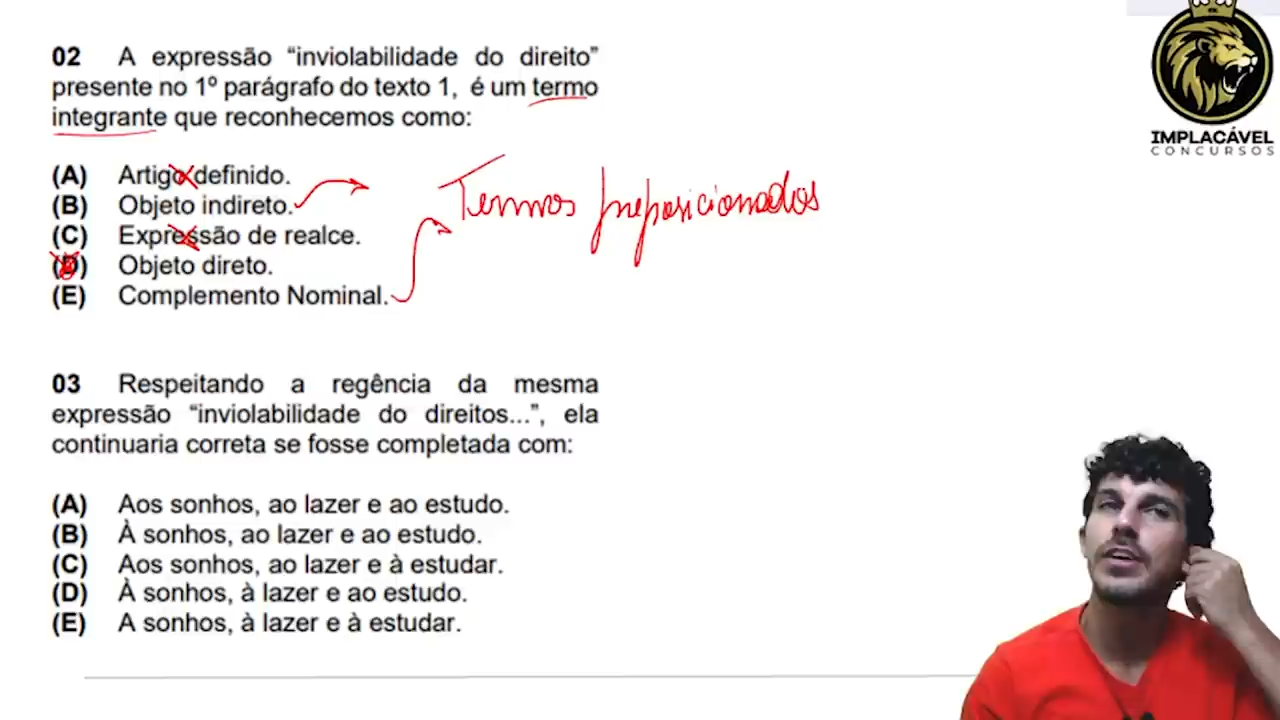 02 A expressão “inviolabilidade do direito”
presente no 1º parágrafo do texto 1, é um termo
integrante que reconhecemos como:
(A) Artigo definido.
(B) Objeto indireto.
(C) Expressão de realce.
(D) Objeto direto.
(E) Complemento Nominal.
Termos preposicionados
03 Respeitando a regência da mesma
expressão “inviolabilidade do direitos...”, ela
continuaria correta se fosse completada com:
(A) Aos sonhos, ao lazer e ao estudo.
(B) À sonhos, ao lazer e ao estudo.
(C) Aos sonhos, ao lazer e à estudar.
(D) À sonhos, à lazer e ao estudo.
(E) A sonhos, à lazer e à estudar.
IMPLACÁVEL
CONCURSOS